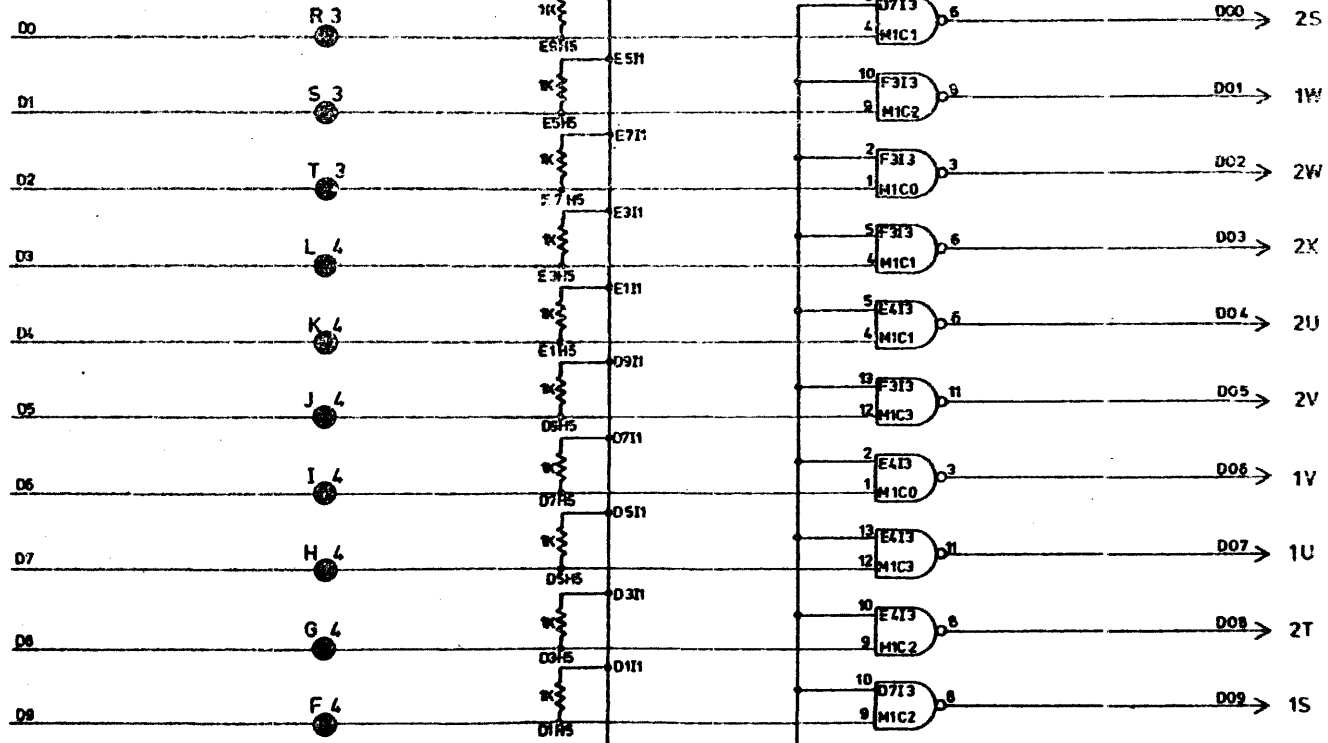 R 3
1K
D7I3
6
DO0
2S
D0
4
M1C1
E5I1
S 3
1K
10
F3I3
DO1
1W
D1
E5H5
9
M1C2
E7I1
T 3
1K
2
F3I3
3
DO2
2W
D2
1
M1C0
E7H5
E3I1
L 4
1K
5
F3I3
6
DO3
2X
D3
E3H5
4
M1C1
E1I1
K 4
1K
5
E4I3
6
DO4
2U
D4
E1H5
4
M1C1
D9I1
J 4
1K
13
F3I3
11
DO5
2V
D5
D9H5
12
M1C3
D7I1
I 4
1K
2
E4I3
3
DO6
1V
D6
D7H5
1
M1C0
D5I1
H 4
1K
13
E4I3
11
DO7
1U
D7
D5H5
12
M1C3
D3I1
G 4
1K
10
E4I3
8
DO8
2T
D8
D3H5
9
M1C2
D1I1
F 4
1K
10
D7I3
8
DO9
1S
D9
D1H5
9
M1C2